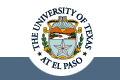 THE UNIVERSITY OF TEXAS
AT EL PASO